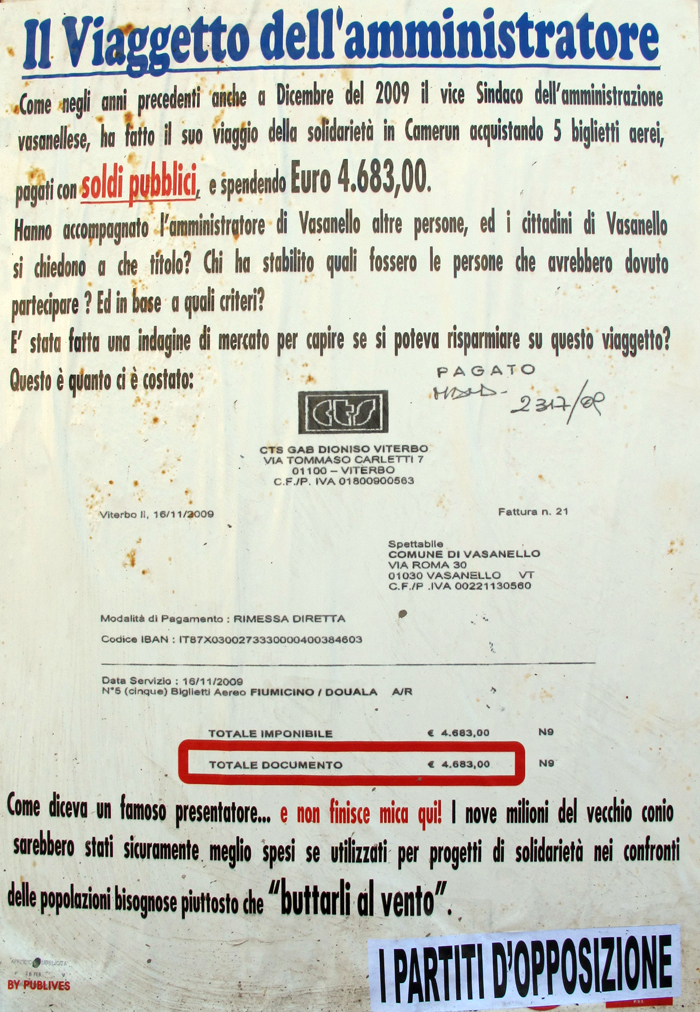 Il Viaggetto dell'amministratore
Come negli anni precedenti anche a Dicembre del 2009 il vice Sindaco dell'amministrazione
vasanellese, ha fatto il suo viaggio della solidarietà in Camerun acquistando 5 biglietti aerei,
pagati con soldi pubblici, e spendendo Euro 4.683,00.
Hanno accompagnato l'amministratore di Vasanello altre persone, ed i cittadini di Vasanello
si chiedono a che titolo? Chi ha stabilito quali fossero le persone che avrebbero dovuto
partecipare ? Ed in base a quali criteri?
E' stata fatta una indagine di mercato per capire se si poteva risparmiare su questo viaggetto?
Questo è quanto ci è costato:
PAGATO
2317/09
CTS
CTS GAB DIONISO VITERBO
VIA TOMMASO CARLETTI 7
01100 – VITERBO
C.F./P. IVA 01800900563
Viterbo li, 16/11/2009
Fattura n. 21
Spettabile
COMUNE DI VASANELLO
VIA ROMA 30
01030 VASANELLO VT
C.F./P .IVA 00221130560
Modalità di Pagamento : RIMESSA DIRETTA
Codice IBAN : IT87X0300273330000400384603
Data Servizio : 16/11/2009
N°5 (cinque) Biglietti Aereo FIUMICINO / DOUALA A/R
TOTALE IMPONIBILE € 4.683,00 N9
TOTALE DOCUMENTO € 4.683,00 N9
Come diceva un famoso presentatore... e non finisce mica qui! I nove milioni del vecchio conio
sarebbero stati sicuramente meglio spesi se utilizzati per progetti di solidarietà nei confronti
delle popolazioni bisognose piuttosto che "buttarli al vento".
BY PUBLIVES
I PARTITI D'OPPOSIZIONE